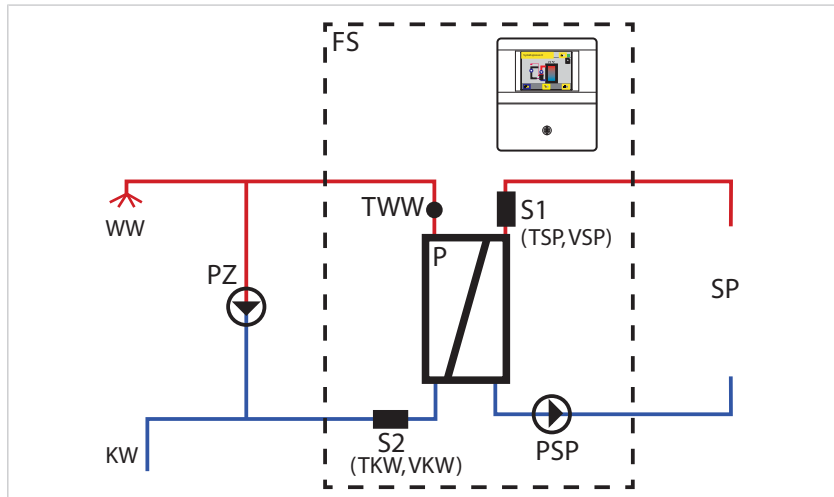 FS
TWW
S1
(TSP, VSP)
WW
P
PZ
SP
KW
S2
(TKW, VKW)
PSP